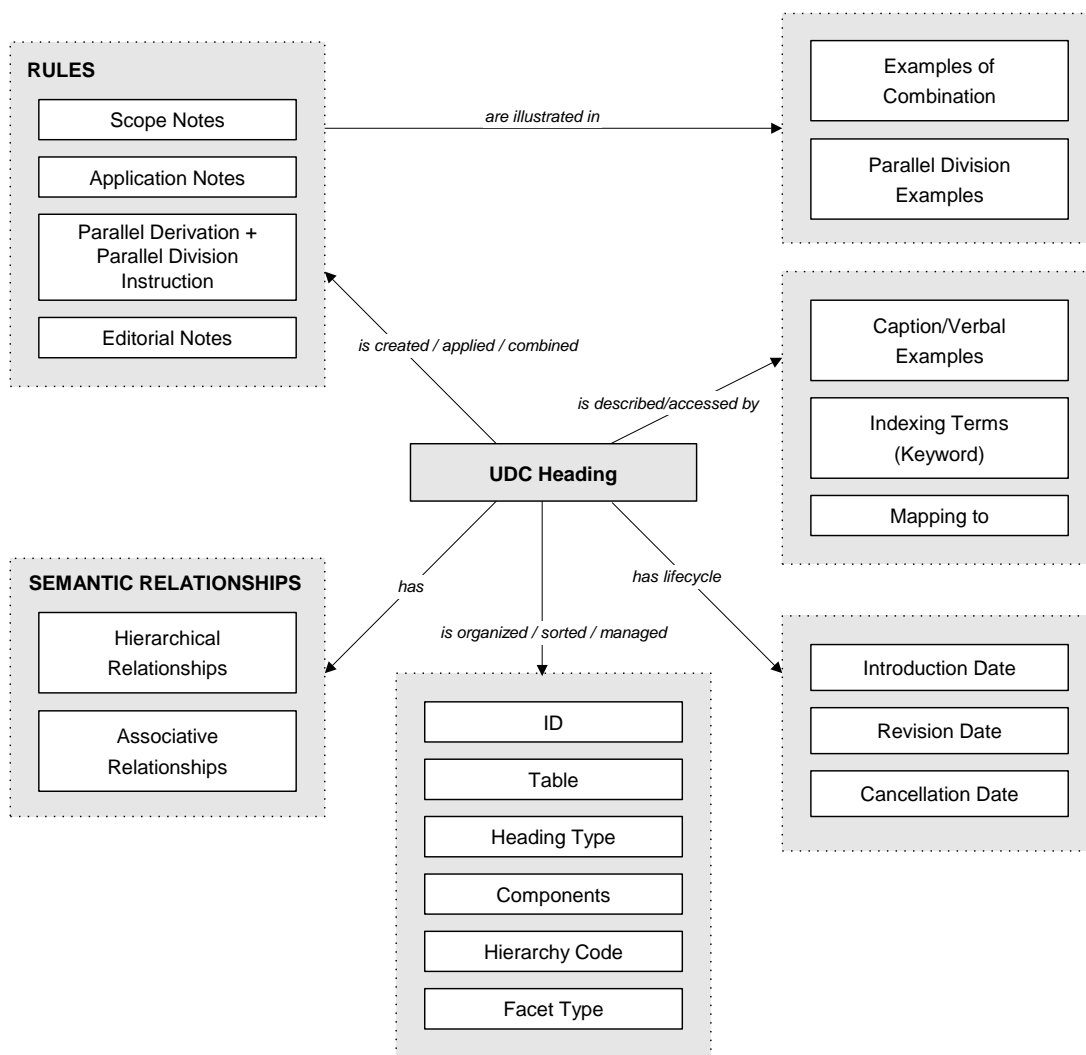 RULES
Scope Notes
Application Notes
Parallel Derivation +
Parallel Division
Instruction
Editorial Notes
are illustrated in
Examples of
Combination
Parallel Division
Examples
is created / applied / combined
is described/accessed by
Caption/Verbal
Examples
Indexing Terms
(Keyword)
Mapping to
UDC Heading
SEMANTIC RELATIONSHIPS
Hierarchical
Relationships
Associative
Relationships
has
is organized / sorted / managed
has lifecycle
ID
Table
Heading Type
Components
Hierarchy Code
Facet Type
Introduction Date
Revision Date
Cancellation Date